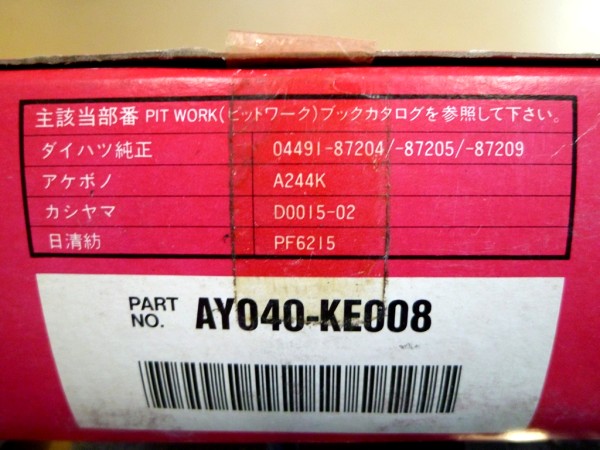 主該当部番 PIT WORK(ピットワーク)ブックカタログを参照して下さい。
ダイハツ純正 04491-87204/-87205/-87209
アケボノ A244K
カシヤマ D0015-02
日清紡 PF6215
PART NO. AY040-KE008